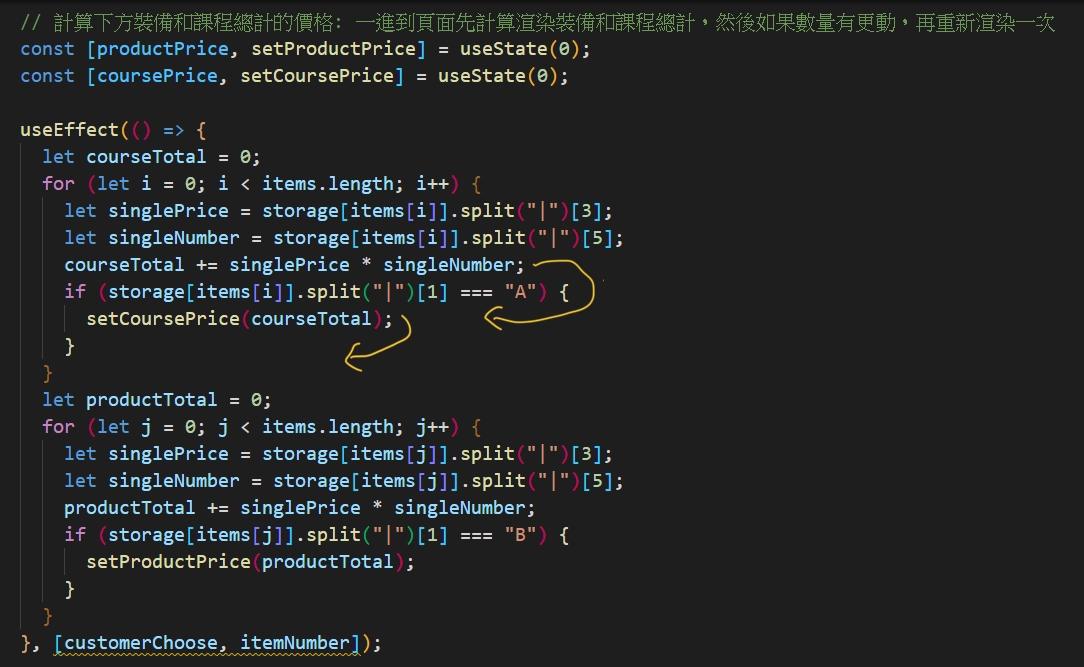 // 計算下方裝備和課程總計的價格: 一進到頁面先計算渲染裝備和課程總計，然後如果數量有更動，再重新渲染一次
const [productPrice, setProductPrice] = useState(0);
const [coursePrice, setCoursePrice] = useState(0);

useEffect(() => {
  let courseTotal = 0;
  for (let i = 0; i < items.length; i++) {
    let singlePrice = storage[items[i]].split("|")[3];
    let singleNumber = storage[items[i]].split("|")[5];
    courseTotal += singlePrice * singleNumber;
    if (storage[items[i]].split("|")[1] === "A") {
      setCoursePrice(courseTotal);
    }
  }
  let productTotal = 0;
  for (let j = 0; j < items.length; j++) {
    let singlePrice = storage[items[j]].split("|")[3];
    let singleNumber = storage[items[j]].split("|")[5];
    productTotal += singlePrice * singleNumber;
    if (storage[items[j]].split("|")[1] === "B") {
      setProductPrice(productTotal);
    }
  }
}, [customerChoose, itemNumber]);